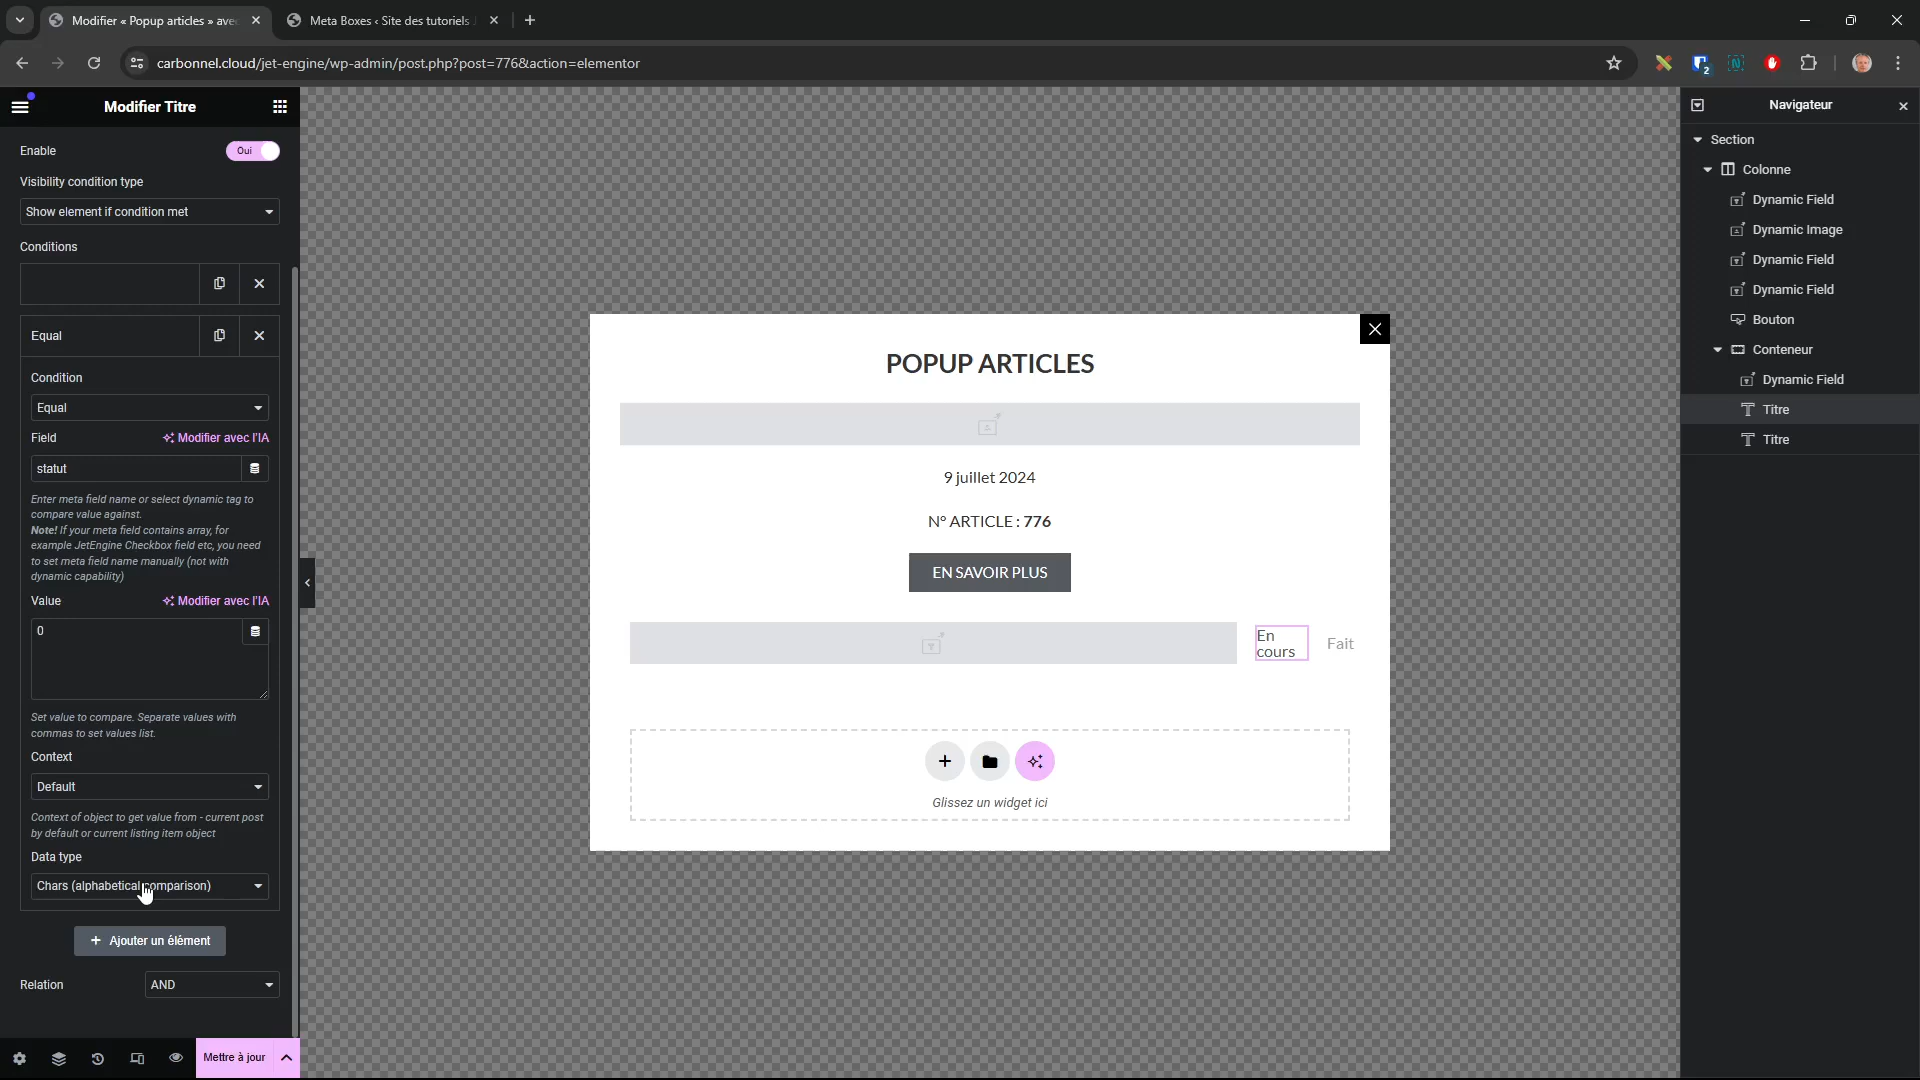 Modifier « Popup articles » ave
Meta Boxes ‹ Site des tutoriels
carbonnel.cloud/jet-engine/wp-admin/post.php?post=776&action=elementor
2
Modifier Titre
Enable
Oui
Visibility condition type
Show element if condition met
Conditions
Equal
Condition
Equal
Field
Modifier avec l'IA
statut
Enter meta field name or select dynamic tag to
compare value against.
Note! If your meta field contains array, for
example JetEngine Checkbox field etc, you need
to set meta field name manually (not with
dynamic capability)
Value
Modifier avec l'IA
0
Set value to compare. Separate values with
commas to set values list.
Context
Default
Context of object to get value from - current post
by default or current listing item object
Data type
Chars (alphabetical comparison)
+ Ajouter un élément
Relation
AND
Mettre à jour
POPUP ARTICLES
9 juillet 2024
N° ARTICLE : 776
EN SAVOIR PLUS
En
cours
Fait
Glissez un widget ici
Navigateur
Section
Colonne
Dynamic Field
Dynamic Image
Dynamic Field
Dynamic Field
Bouton
Conteneur
Dynamic Field
Titre
Titre